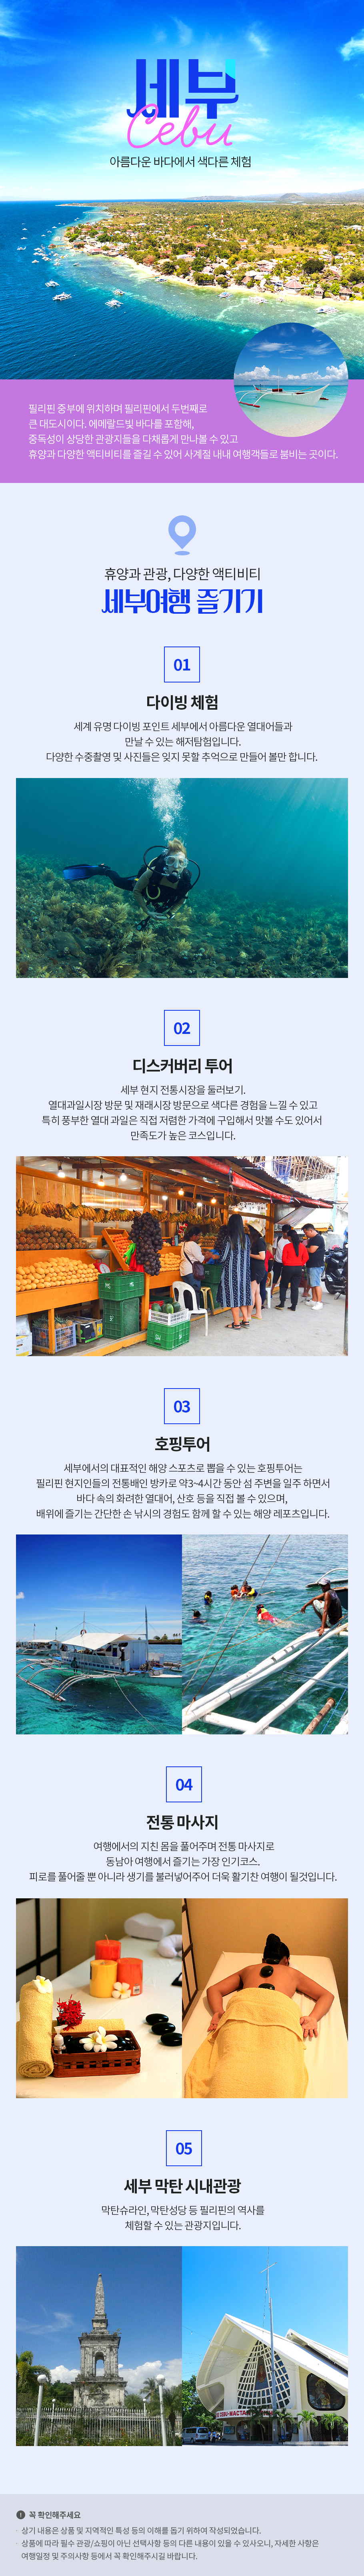 세부
Cebu
아름다운 바다에서 색다른 체험
필리핀 중부에 위치하며 필리핀에서 두번째로
큰 대도시이다. 에메랄드빛 바다를 포함해,
중독성이 상당한 관광지들을 다채롭게 만나볼 수 있고
휴양과 다양한 액티비티를 즐길 수 있어 사계절 내내 여행객들로 붐비는 곳이다.
휴양과 관광, 다양한 액티비티
세부여행 즐기기
01
다이빙 체험
세계 유명 다이빙 포인트 세부에서 아름다운 열대어들과
만날 수 있는 해저탐험입니다.
다양한 수중촬영 및 사진들은 잊지 못할 추억으로 만들어 볼만 합니다.
02
디스커버리 투어
세부 현지 전통시장을 둘러보기.
열대과일시장 방문 및 재래시장 방문으로 색다른 경험을 느낄 수 있고
특히 풍부한 열대 과일은 직접 저렴한 가격에 구입해서 맛볼 수도 있어서
만족도가 높은 코스입니다.
03
호핑투어
세부에서의 대표적인 해양 스포츠로 뽑을 수 있는 호핑투어는
필리핀 현지인들의 전통배인 방카로 약3~4시간 동안 섬 주변을 일주 하면서
바다 속의 화려한 열대어, 산호 등을 직접 볼 수 있으며,
배위에 즐기는 간단한 손 낚시의 경험도 함께 할 수 있는 해양 레포츠입니다.
04
전통 마사지
여행에서의 지친 몸을 풀어주며 전통 마사지로
동남아 여행에서 즐기는 가장 인기코스.
피로를 풀어줄 뿐 아니라 생기를 불러넣어주어 더욱 활기찬 여행이 될것입니다.
05
세부 막탄 시내관광
막탄슈라인, 막탄성당 등 필리핀의 역사를
체험할 수 있는 관광지입니다.
! 꼭 확인해주세요
· 상기 내용은 상품 및 지역적인 특성 등의 이해를 돕기 위하여 작성되었습니다.
· 상품에 따라 필수 관광/쇼핑이 아닌 선택사항 등의 다른 내용이 있을 수 있사오니, 자세한 사항은
여행일정 및 주의사항 등에서 꼭 확인해주시길 바랍니다.